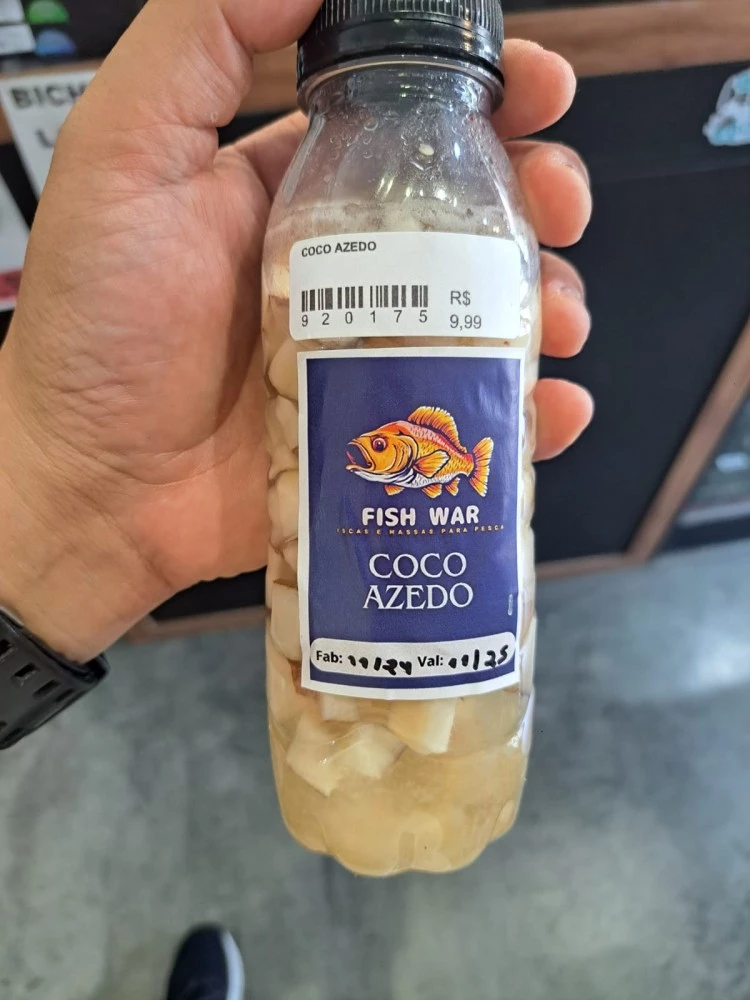 BICH
L
COCO AZEDO
920175
R$
9,99
FISH WAR
ISCAS E MASSAS PARA PESCA
COCO
AZEDO
Fab: 11/24 Val: 11/25